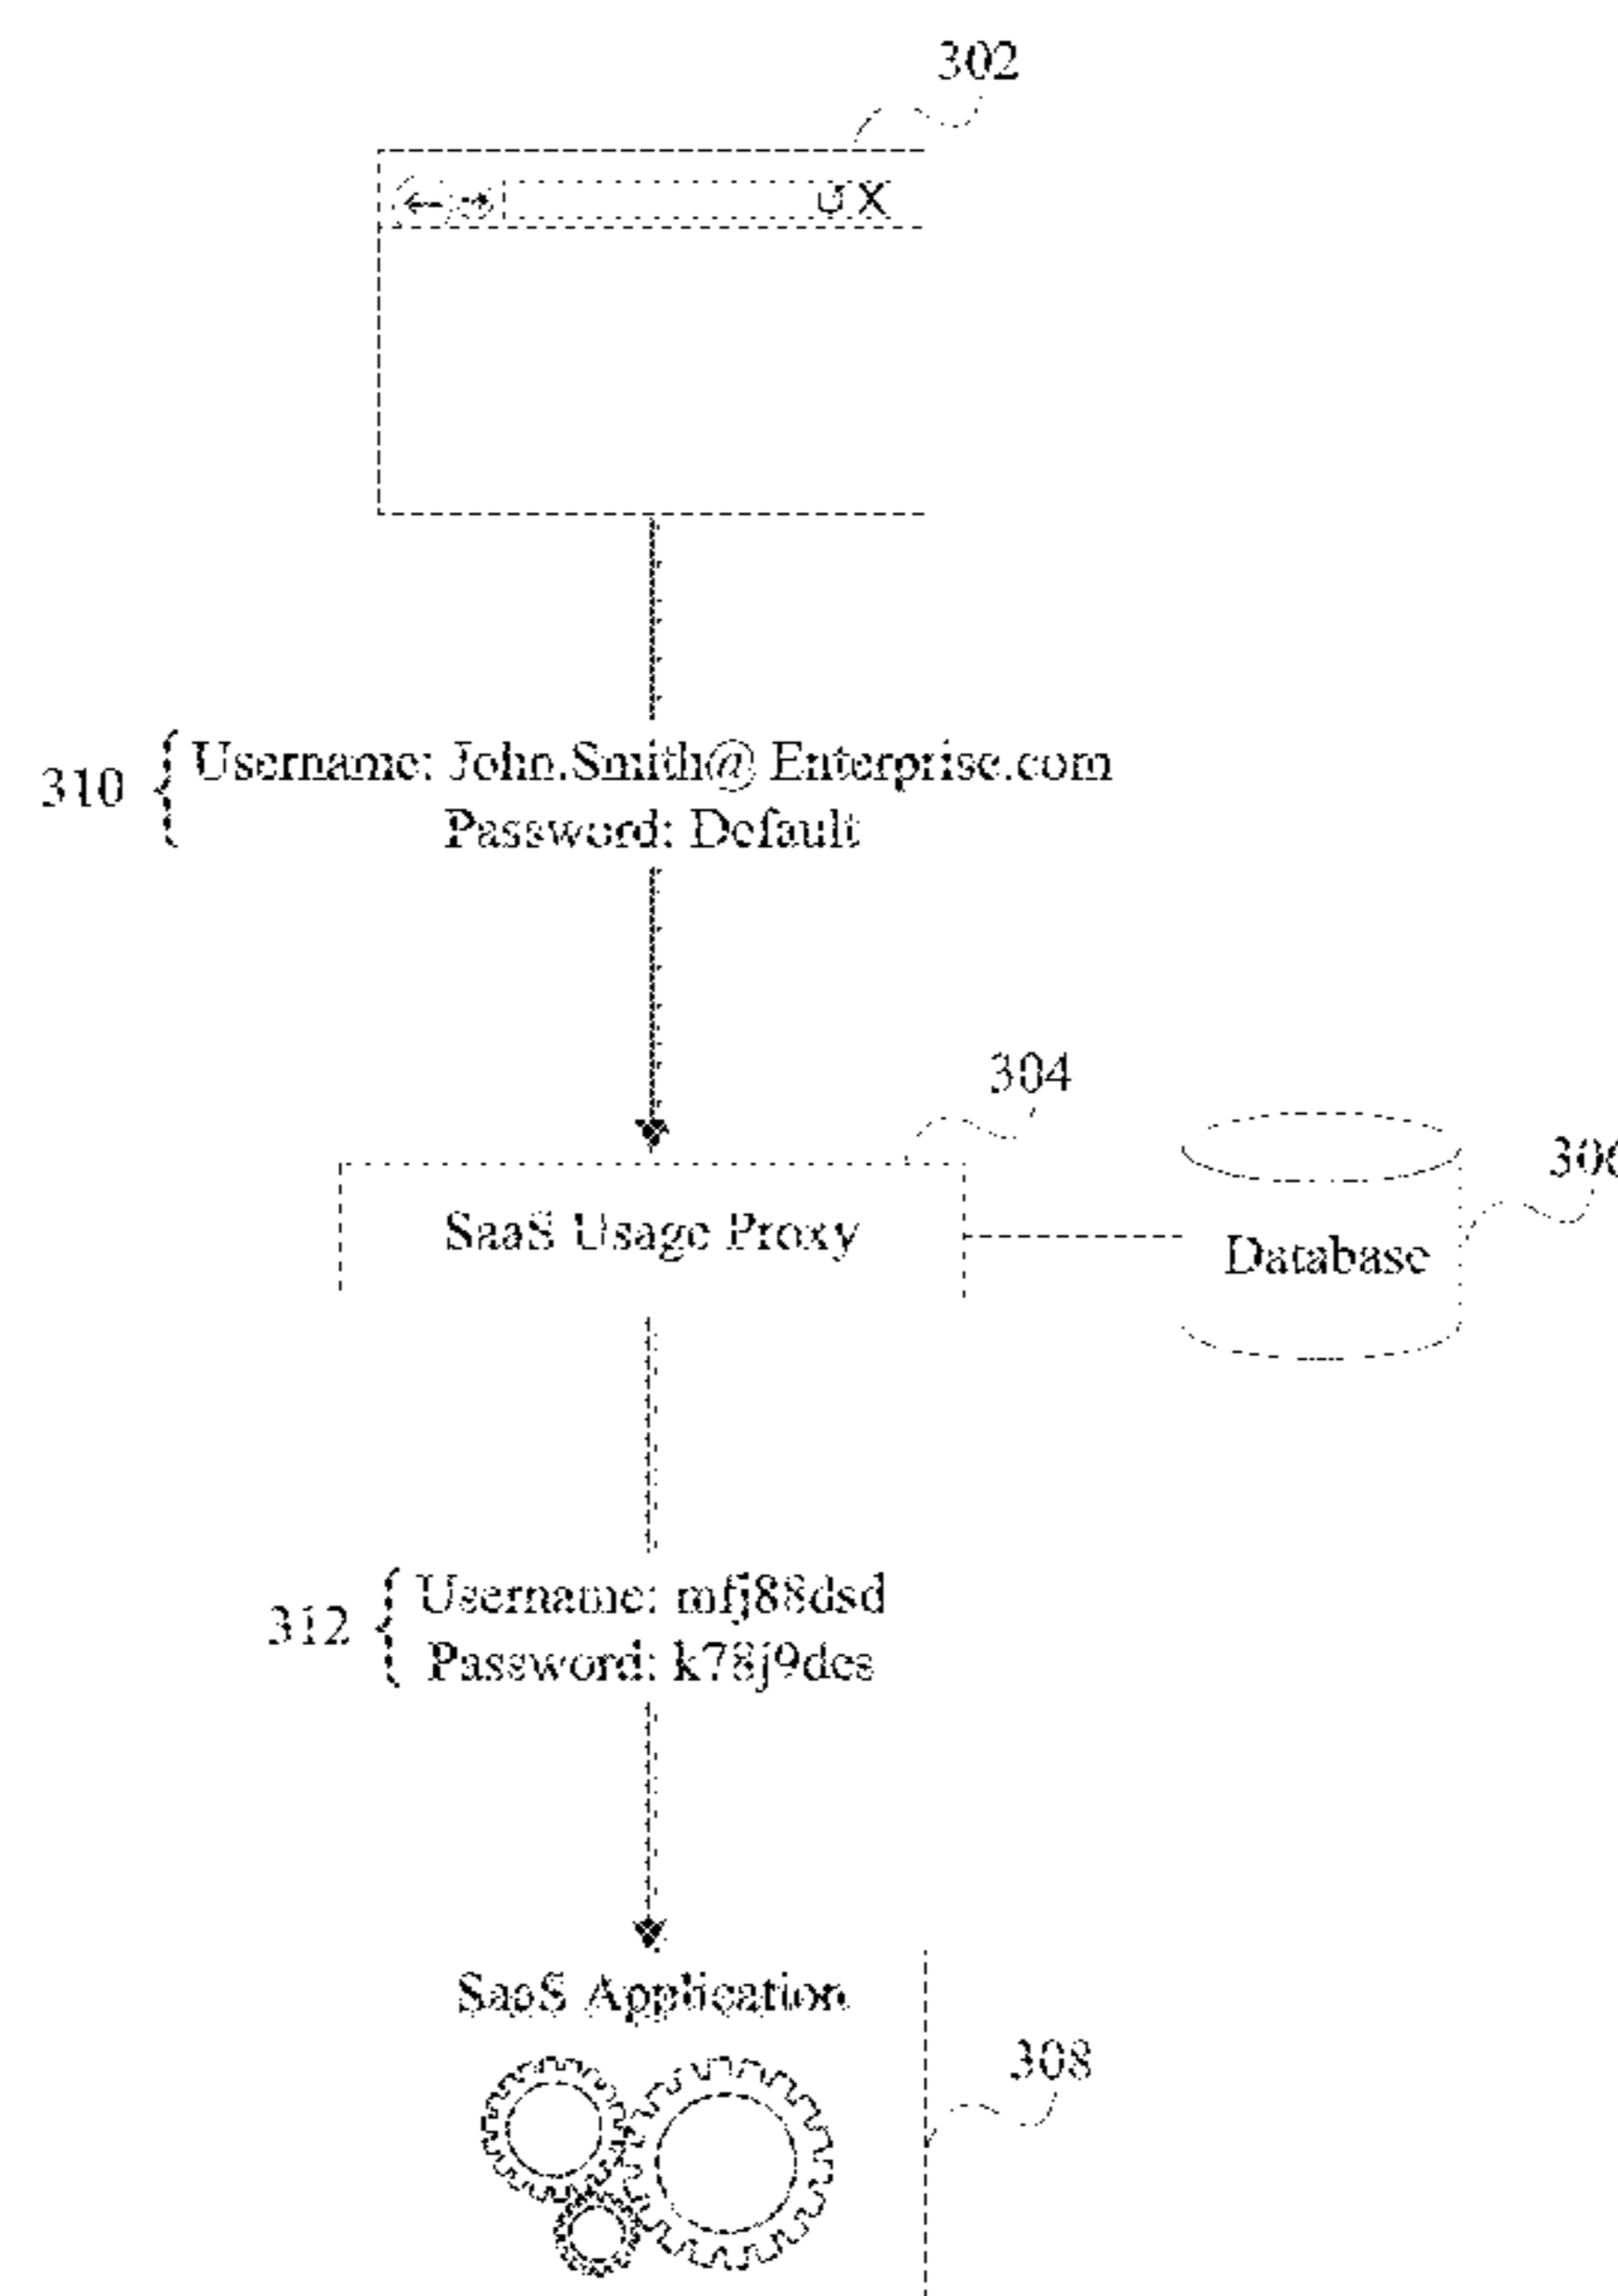 302
310
Username: John.Smith@Enterprise.com
Password: Default
304
306
SaaS Usage Proxy
Database
312
Username: mfj88dsd
Password: k78j9des
SaaS Application
308